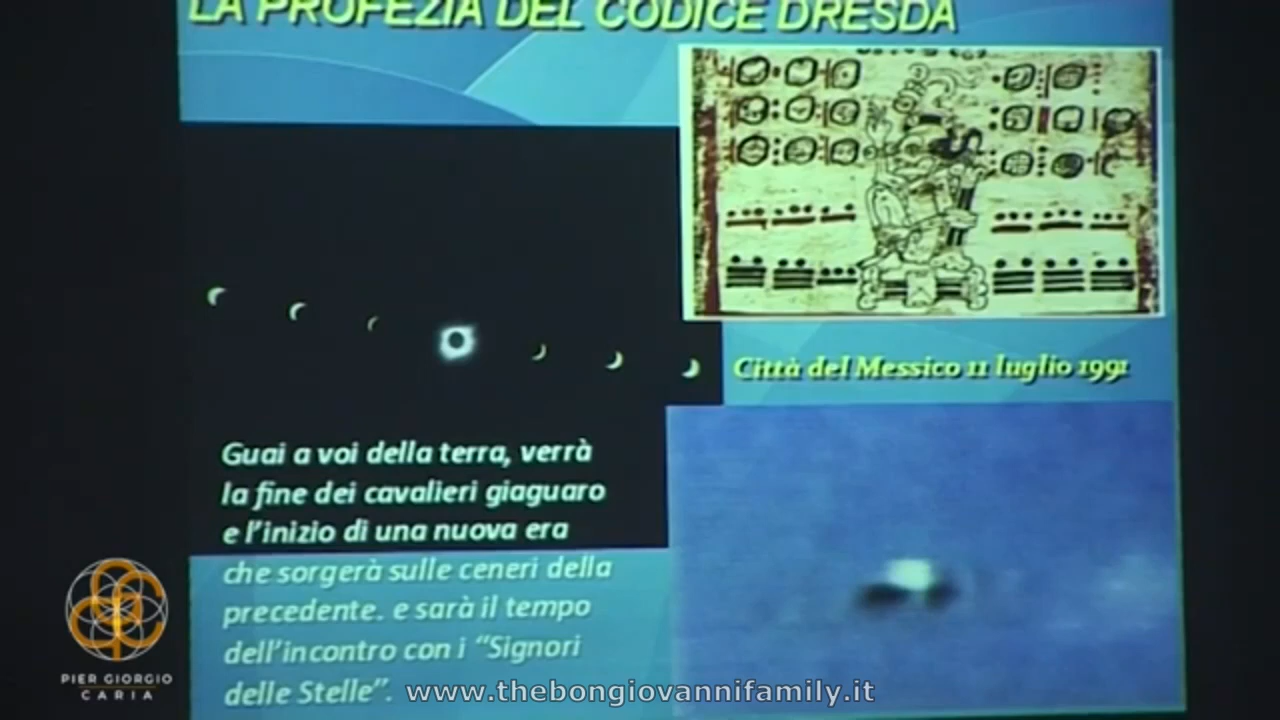 LA PROFEZIA DEL CODICE DRESDA
Città del Messico 11 luglio 1991
Guai a voi della terra, verrà
la fine dei cavalieri giaguaro
e l'inizio di una nuova era
che sorgerà sulle ceneri della
precedente. e sarà il tempo
dell'incontro con i "Signori
delle Stelle".
PIER GIORGIO
CARIA
www.thebongiovannifamily.it